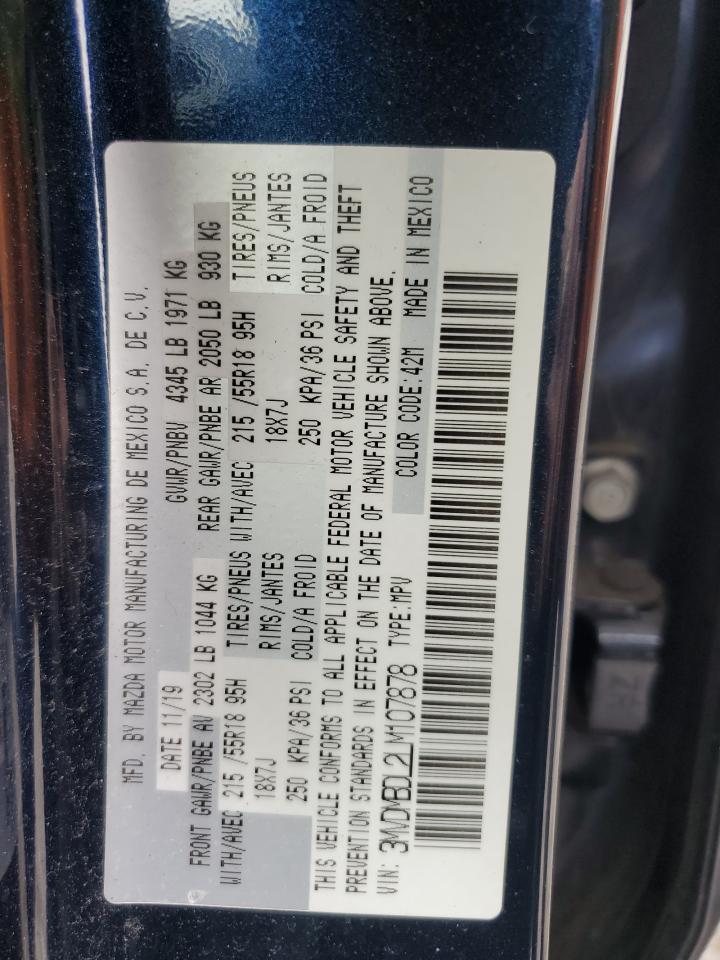 MFD. BY MAZDA MOTOR MANUFACTURING DE MEXICO S.A. DE C.V.
DATE 11/19 GVWR/PNBV 4345 LB 1971 KG
FRONT GAWR/PNBE AV 2302 LB 1044 KG REAR GAWR/PNBE AR 2050 LB 930 KG
WITH/AVEC 215 /55R18 95H TIRES/PNEUS WITH/AVEC 215 /55R18 95H TIRES/PNEUS
18X7J RIMS/JANTES 18X7J RIMS/JANTES
250 KPA/36 PSI COLD/A FROID 250 KPA/36 PSI COLD/A FROID
THIS VEHICLE CONFORMS TO ALL APPLICABLE FEDERAL MOTOR VEHICLE SAFETY AND THEFT
PREVENTION STANDARDS IN EFFECT ON THE DATE OF MANUFACTURE SHOWN ABOVE.
VIN: 3MVDMBDL2LM107878 TYPE:MPV COLOR CODE:42M MADE IN MEXICO